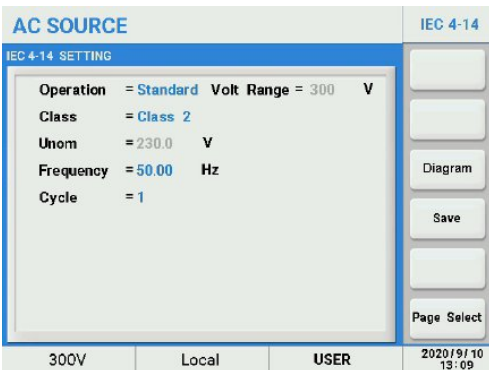 AC SOURCE
IEC 4-14
IEC 4-14 SETTING
Operation = Standard Volt Range = 300 V
Class = Class 2
Unom = 230.0 V
Frequency = 50.00 Hz
Cycle = 1
Diagram
Save
Page Select
300V Local USER 2020/9/10
13:09